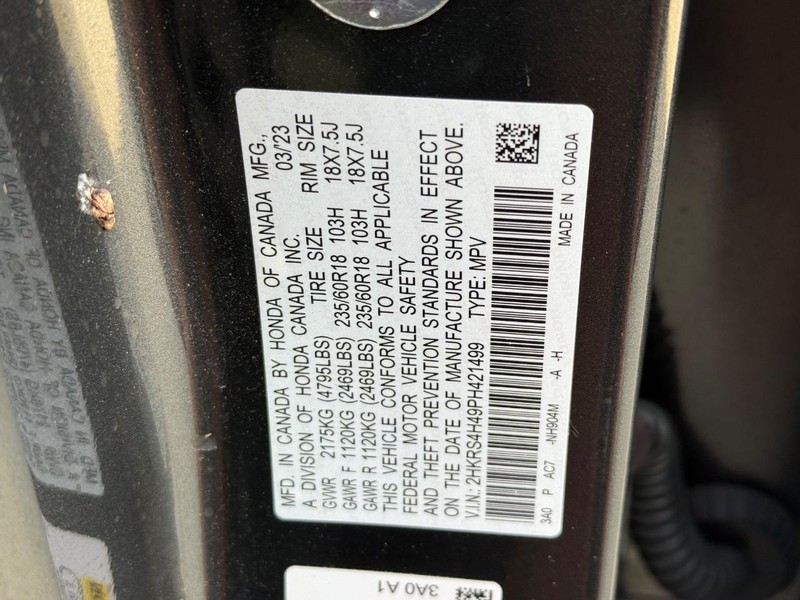 MFD. IN CANADA BY HONDA OF CANADA MFG.,
A DIVISION OF HONDA CANADA INC. 03/23
TIRE SIZE RIM SIZE
GVWR 2175KG (4795LBS)
GAWR F 1120KG (2469LBS) 235/60R18 103H 18X7.5J
GAWR R 1120KG (2469LBS) 235/60R18 103H 18X7.5J
THIS VEHICLE CONFORMS TO ALL APPLICABLE
FEDERAL MOTOR VEHICLE SAFETY
AND THEFT PREVENTION STANDARDS IN EFFECT
ON THE DATE OF MANUFACTURE SHOWN ABOVE.
V.I.N.: 2HKRS4H49PH421499 TYPE: MPV
3A0 P AC7 -NH904M -A -H MADE IN CANADA
3A0 A1